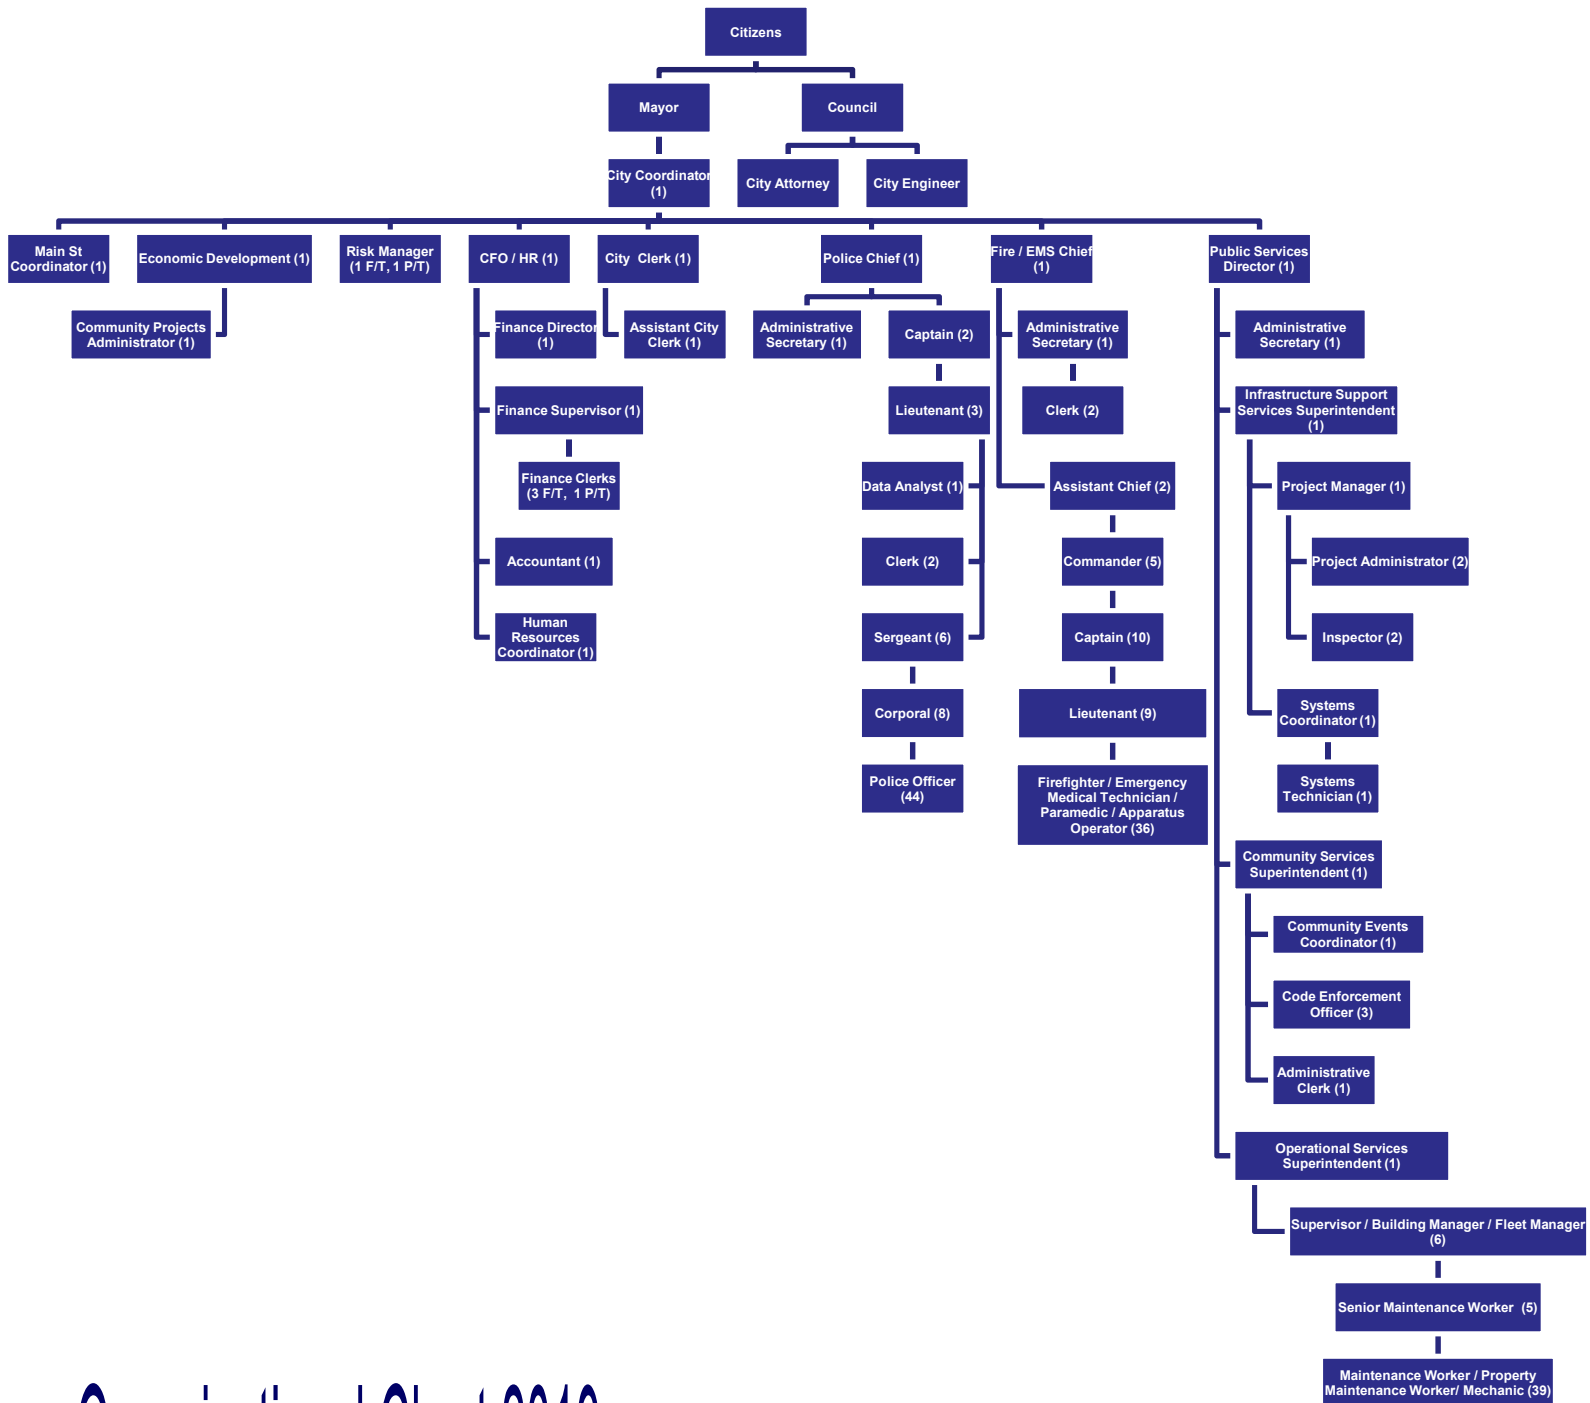 Citizens
Mayor
Council
City Coordinator
(1)
City Attorney
City Engineer
Main St
Coordinator (1)
Economic Development (1)
Risk Manager
(1 F/T, 1 P/T)
CFO / HR (1)
City  Clerk (1)
Police Chief (1)
Fire / EMS Chief
(1)
Public Services
Director (1)
Community Projects
Administrator (1)
Finance Director
(1)
Assistant City
Clerk (1)
Administrative
Secretary (1)
Captain (2)
Administrative
Secretary (1)
Administrative
Secretary (1)
Finance Supervisor (1)
Lieutenant (3)
Clerk (2)
Infrastructure Support
Services Superintendent
(1)
Finance Clerks
(3 F/T,  1 P/T)
Data Analyst (1)
Assistant Chief (2)
Project Manager (1)
Accountant (1)
Clerk (2)
Commander (5)
Project Administrator (2)
Human
Resources
Coordinator (1)
Sergeant (6)
Captain (10)
Inspector (2)
Corporal (8)
Lieutenant (9)
Systems
Coordinator (1)
Police Officer
(44)
Firefighter / Emergency
Medical Technician /
Paramedic / Apparatus
Operator (36)
Systems
Technician (1)
Community Services
Superintendent (1)
Community Events
Coordinator (1)
Code Enforcement
Officer (3)
Administrative
Clerk (1)
Operational Services
Superintendent (1)
Supervisor / Building Manager / Fleet Manager
(6)
Senior Maintenance Worker  (5)
Maintenance Worker / Property
Maintenance Worker/ Mechanic (39)